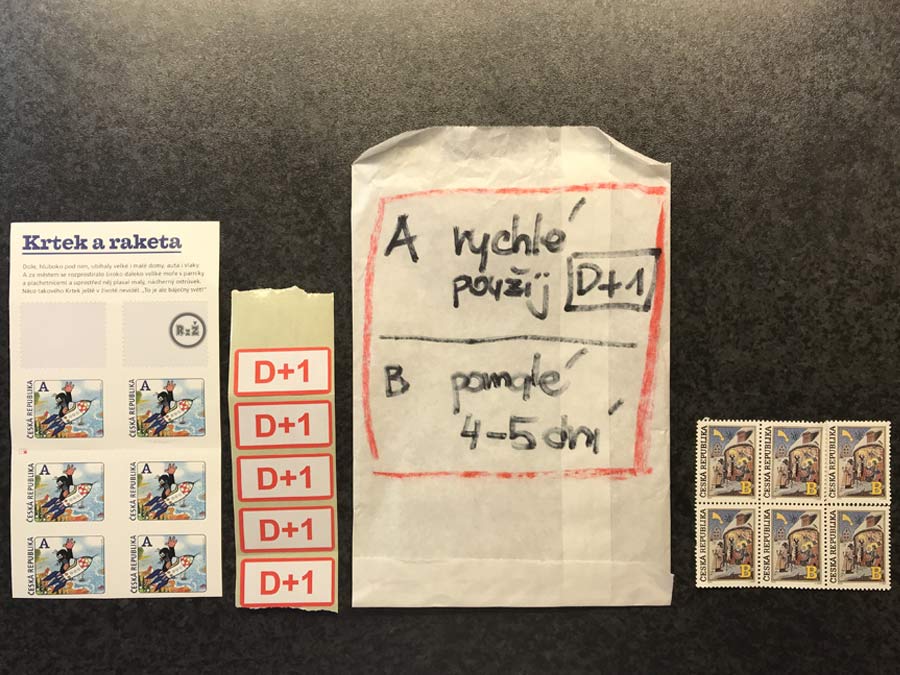 Krtek a raketa
Dole, hluboko pod ním, ubíhaly velké i malé domy, auta i vlaky.
A za městem se rozprostíralo široko daleko veliké moře s parníky
a plachetnicemi a uprostřed něj plaval malý, nádherný ostrůvek.
Něco takového Krtek ještě v životě neviděl. „To je ale báječný svět!“
RzŽ
A
ČESKÁ REPUBLIKA
A
ČESKÁ REPUBLIKA
A
ČESKÁ REPUBLIKA
A
ČESKÁ REPUBLIKA
A
ČESKÁ REPUBLIKA
A
ČESKÁ REPUBLIKA
D+1
D+1
D+1
D+1
D+1
A rychlé
použij D+1
B pomalé
4-5 dní
ČESKÁ REPUBLIKA
B
ČESKÁ REPUBLIKA
B
ČESKÁ REPUBLIKA
B
ČESKÁ REPUBLIKA
B
ČESKÁ REPUBLIKA
B
ČESKÁ REPUBLIKA
B